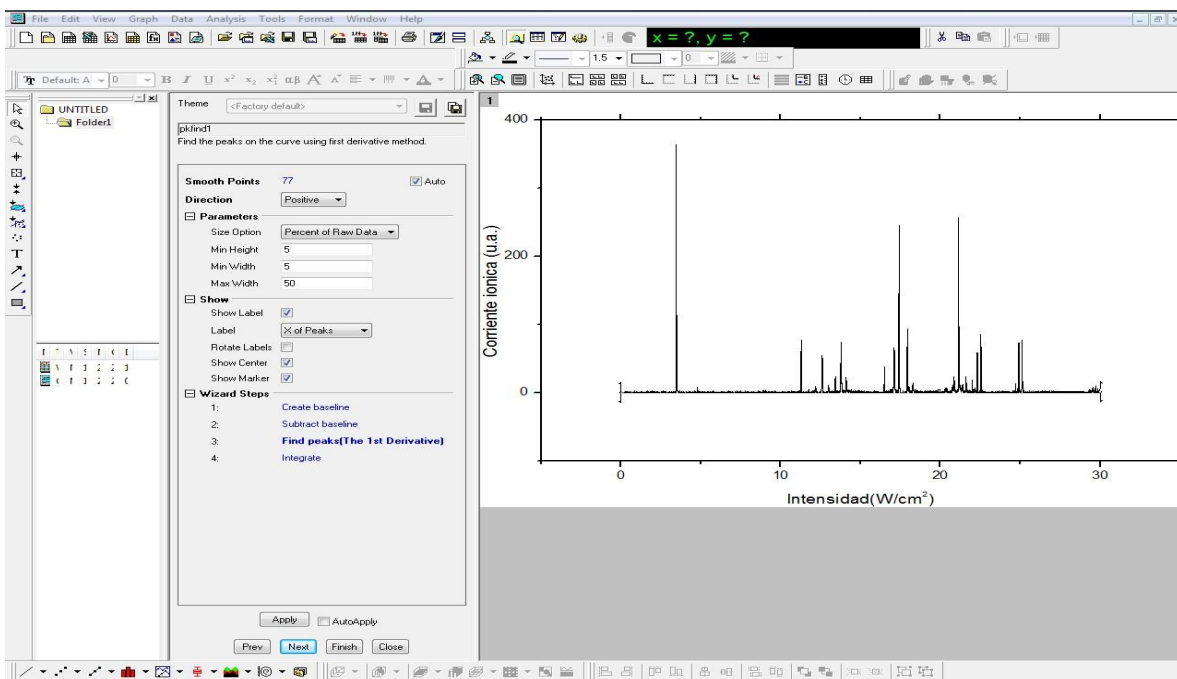 File Edit View Graph Data Analysis Tools Format Window Help
x = ?, y = ?
1.5
0
Default: A 0 B I U x² x₂ x₁² αβ A A
UNTITLED
Folder1
Theme <Factory default>
pkfind1
Find the peaks on the curve using first derivative method.
Smooth Points 77 Auto
Direction Positive
Parameters
Size Option Percent of Raw Data
Min Height 5
Min Width 5
Max Width 50
Show
Show Label
Label X of Peaks
Rotate Labels
Show Center
Show Marker
Wizard Steps
1: Create baseline
2: Subtract baseline
3: Find peaks(The 1st Derivative)
4: Integrate
Apply AutoApply
Prev Next Finish Close
1
400
200
0
Corriente ionica (u.a.)
0 10 20 30
Intensidad(W/cm²)